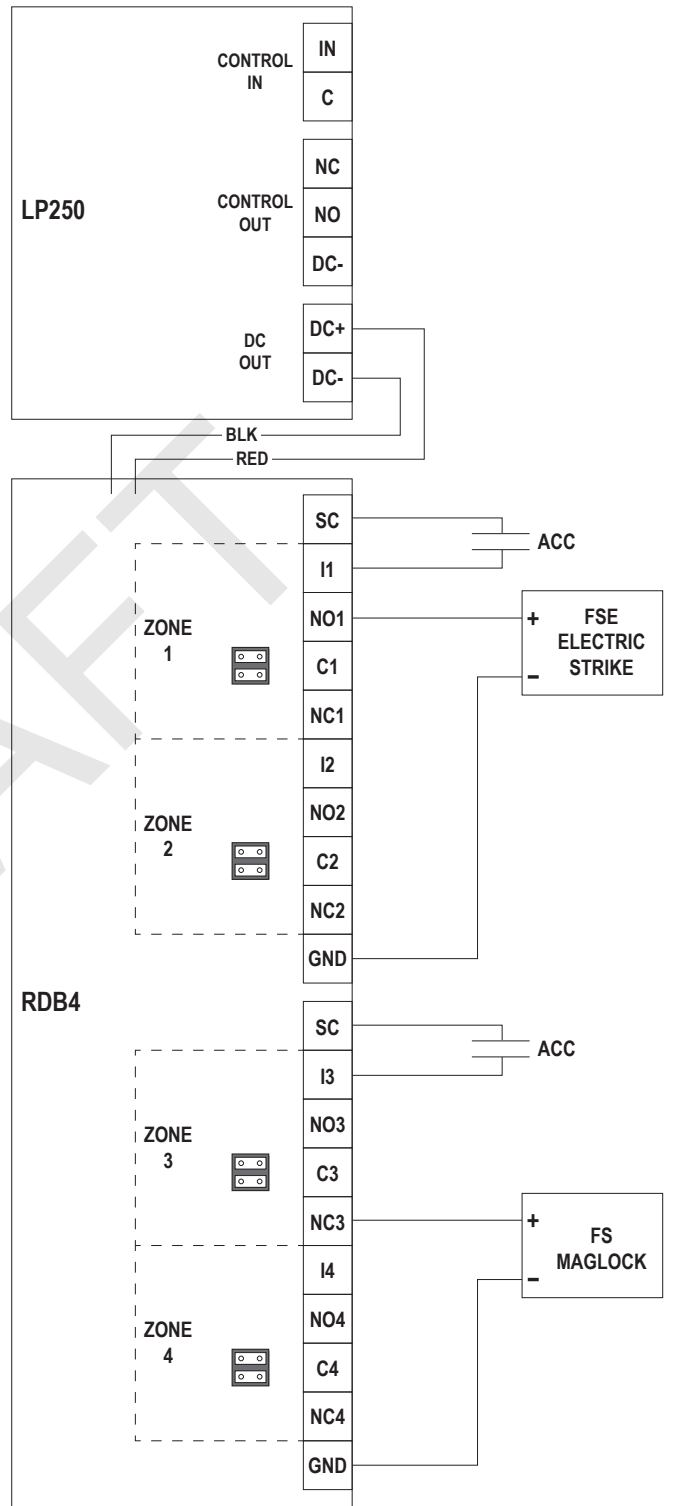 CONTROL
IN
IN
C
LP250
CONTROL
OUT
NC
NO
DC-
DC
OUT
DC+
DC-
BLK
RED
SC
ACC
ZONE
1
I1
NO1
C1
NC1
+
-
FSE
ELECTRIC
STRIKE
ZONE
2
I2
NO2
C2
NC2
GND
RDB4
SC
ACC
ZONE
3
I3
NO3
C3
NC3
+
-
FS
MAGLOCK
ZONE
4
I4
NO4
C4
NC4
GND